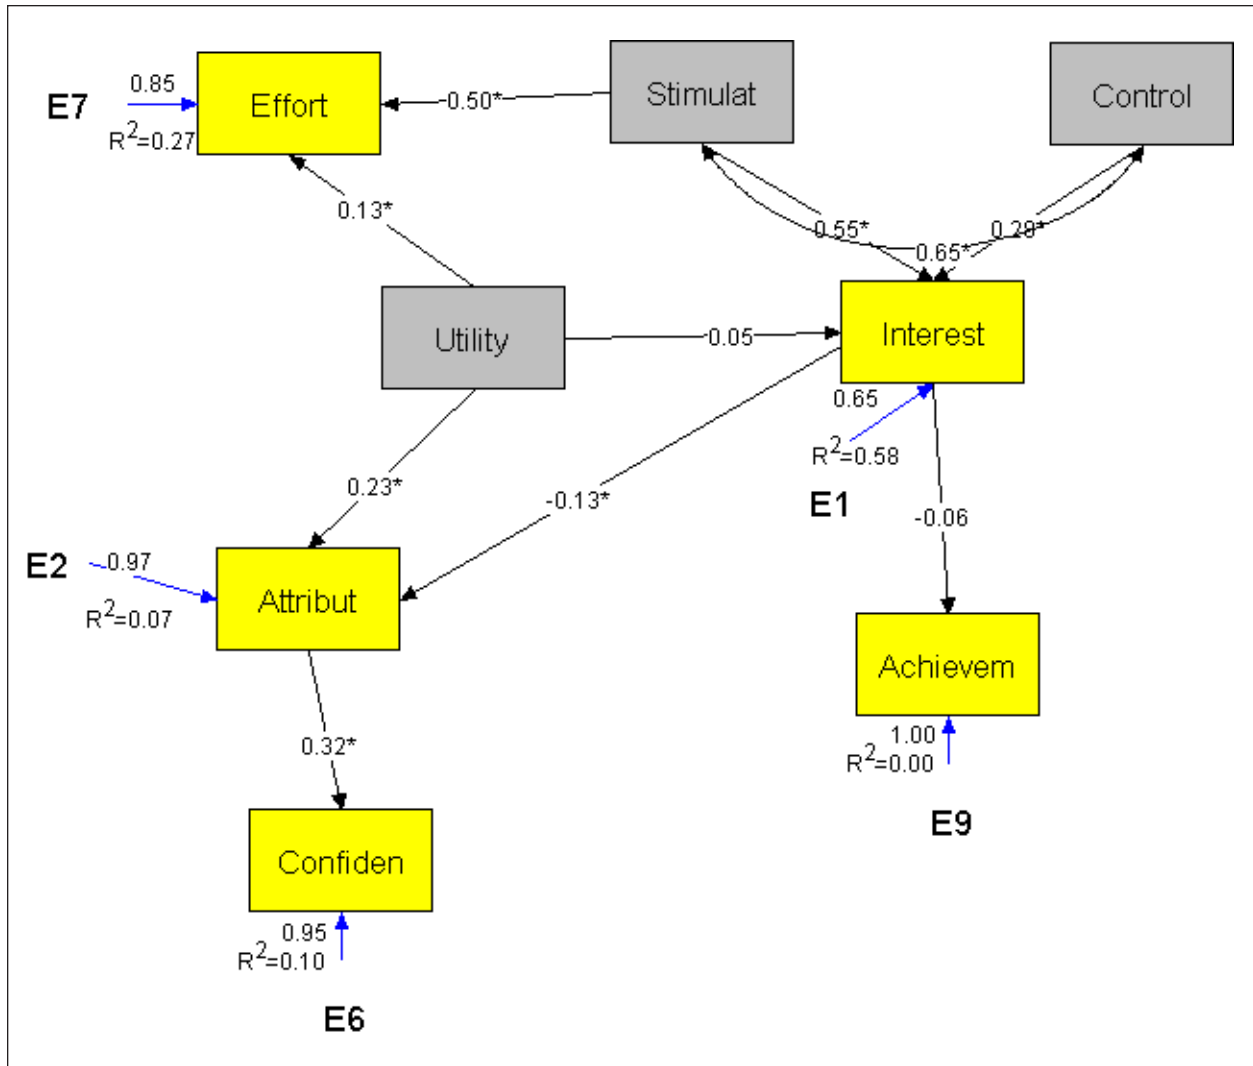 E7
0.85
R2=0.27
Effort
0.50*
Stimulat
Control
0.13*
0.55*
0.65*
0.28*
Utility
0.05
Interest
0.65
R2=0.58
E1
0.23*
-0.13*
-0.06
E2
0.97
R2=0.07
Attribut
Achievem
1.00
R2=0.00
E9
0.32*
Confiden
0.95
R2=0.10
E6